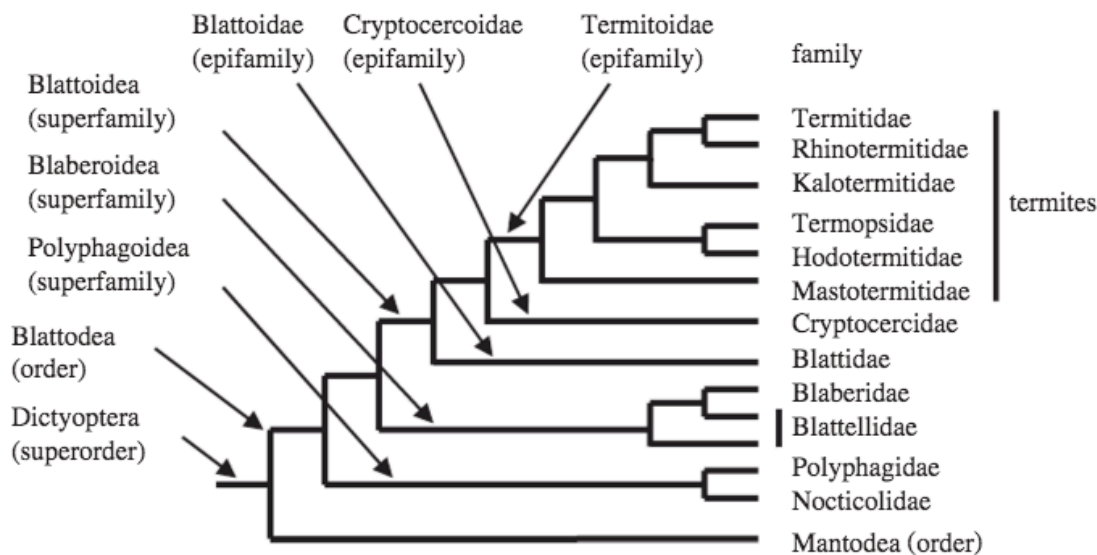 Blattoidae
(epifamily)
Cryptocercoidae
(epifamily)
Termitoidae
(epifamily)
family
Blattoidea
(superfamily)
Blaberoidea
(superfamily)
Polyphagoidea
(superfamily)
Blattodea
(order)
Dictyoptera
(superorder)
Termitidae
Rhinotermitidae
Kalotermitidae
Termopsidae
Hodotermitidae
Mastotermitidae
termites
Cryptocercidae
Blattidae
Blaberidae
Blattellidae
Polyphagidae
Nocticolidae
Mantodea (order)